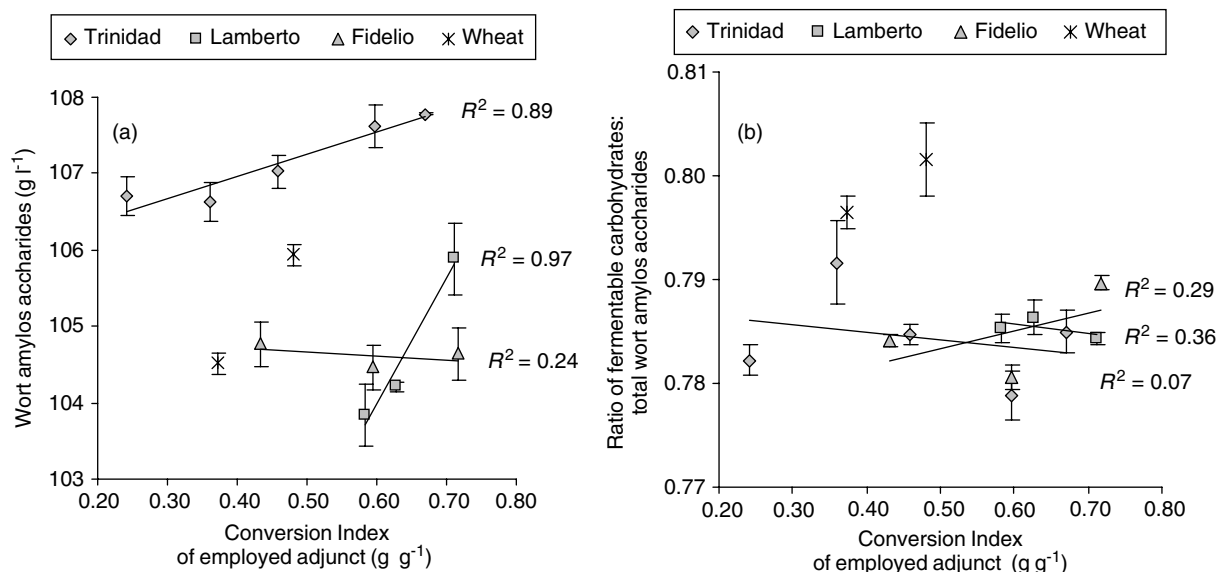 Trinidad Lamberto Fidelio Wheat
108
107
106
105
104
103
(a)
R² = 0.89
R² = 0.97
R² = 0.24
0.20 0.30 0.40 0.50 0.60 0.70 0.80
Wort amylos accharides (g l⁻¹)
Conversion Index
of employed adjunct (g g⁻¹)
Trinidad Lamberto Fidelio Wheat
0.81
0.80
0.79
0.78
0.77
(b)
R² = 0.29
R² = 0.36
R² = 0.07
0.20 0.30 0.40 0.50 0.60 0.70 0.80
Ratio of fermentable carbohydrates:
total wort amylos accharides
Conversion Index
of employed adjunct (g g⁻¹)